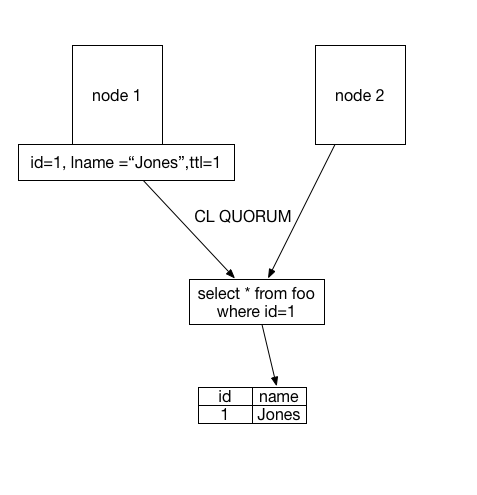 node 1
node 2
id=1, lname =“Jones”,ttl=1
CL QUORUM
select * from foo
where id=1
id name
1 Jones